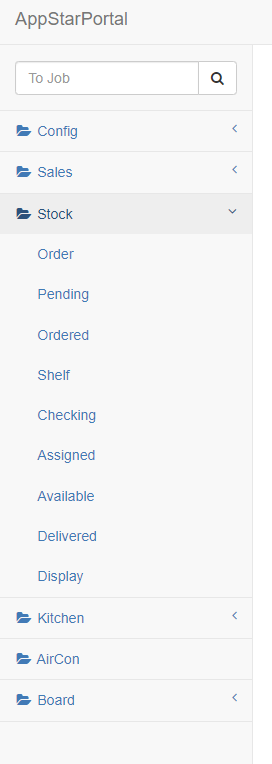 AppStarPortal
To Job
Config
Sales
Stock
Order
Pending
Ordered
Shelf
Checking
Assigned
Available
Delivered
Display
Kitchen
AirCon
Board